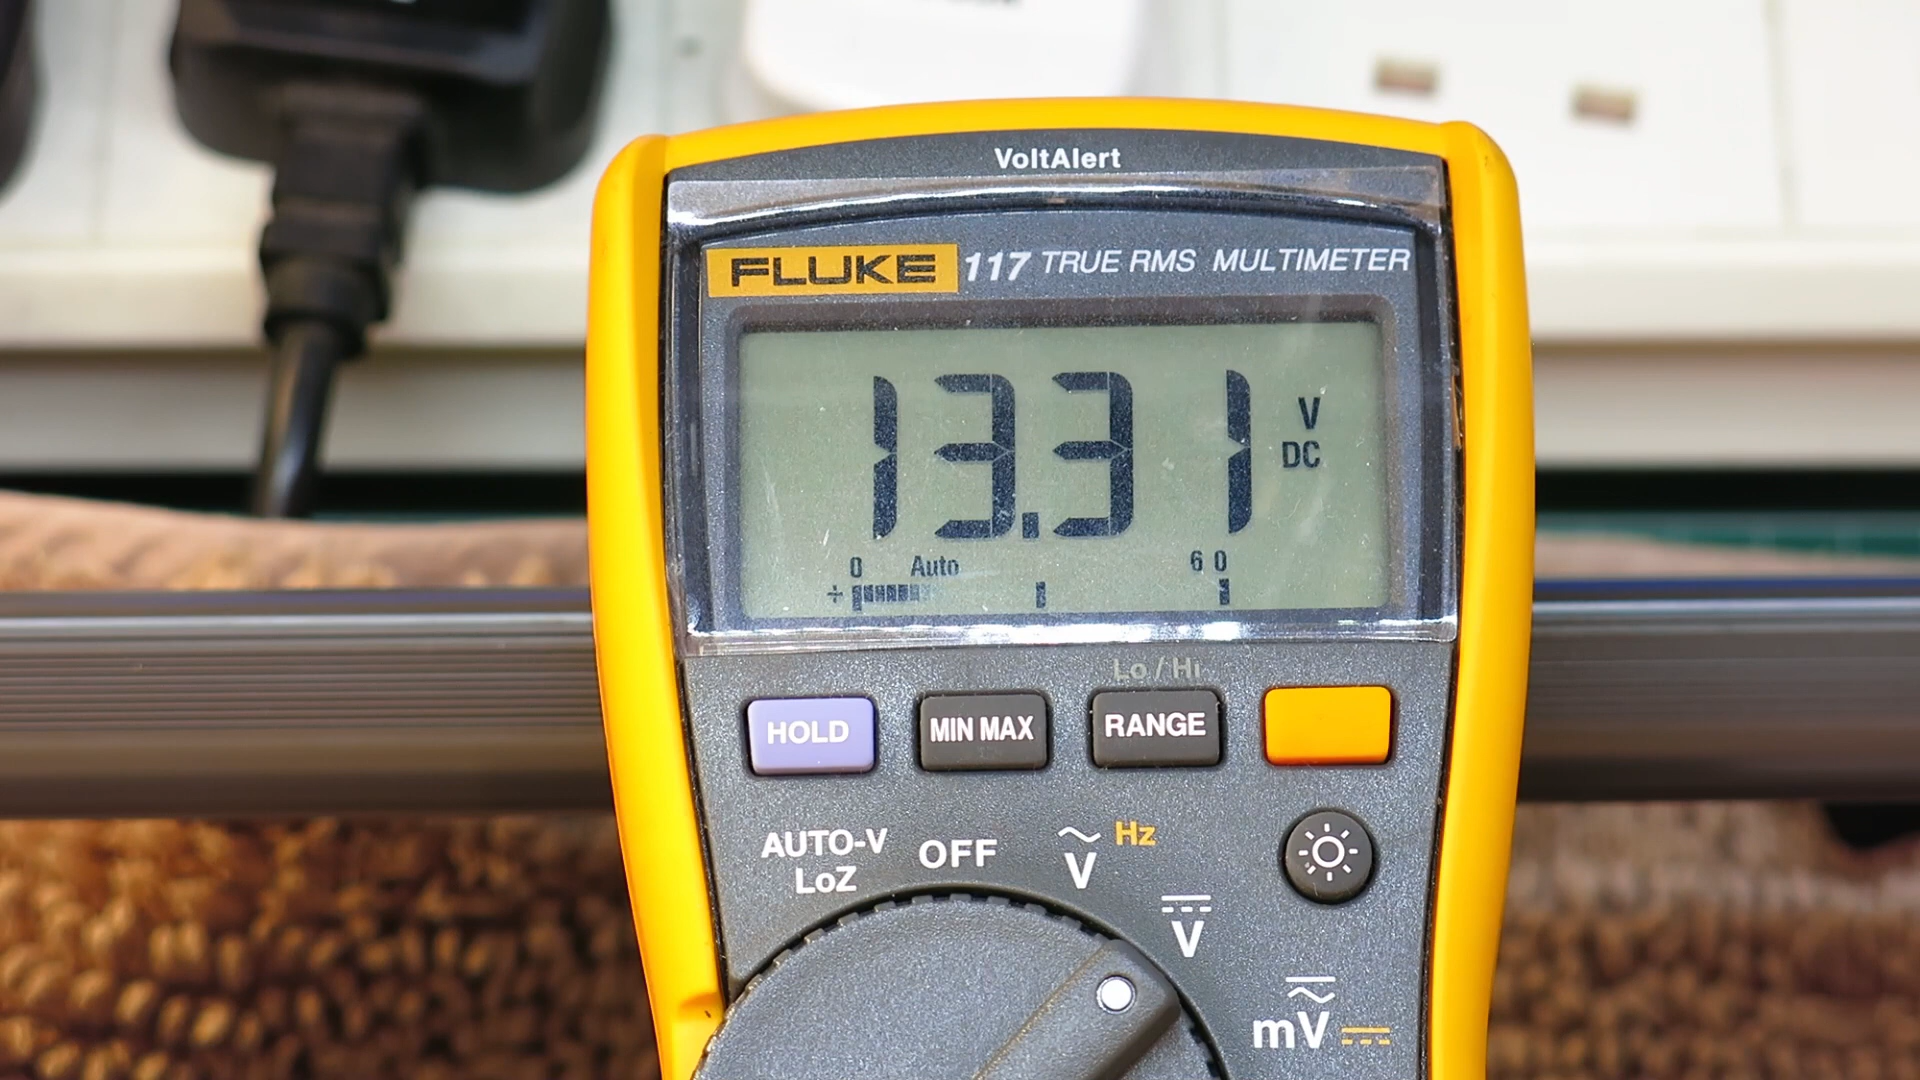 VoltAlert
FLUKE 117 TRUE RMS MULTIMETER
13.31 V DC
0 Auto 60
Lo / Hi
HOLD MIN MAX RANGE
AUTO-V LoZ OFF V Hz
V
mV